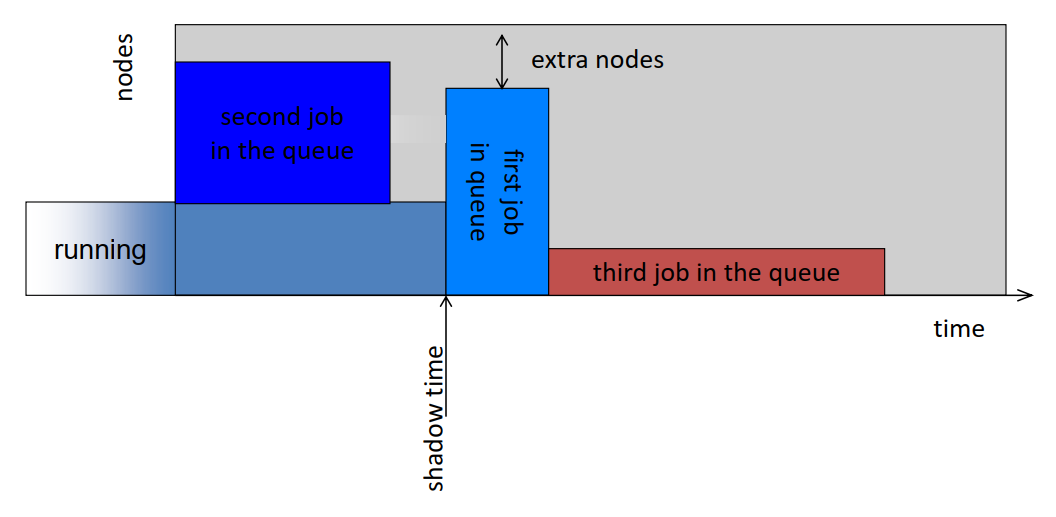 nodes
extra nodes
second job
in the queue
first job
in queue
running
third job in the queue
time
shadow time